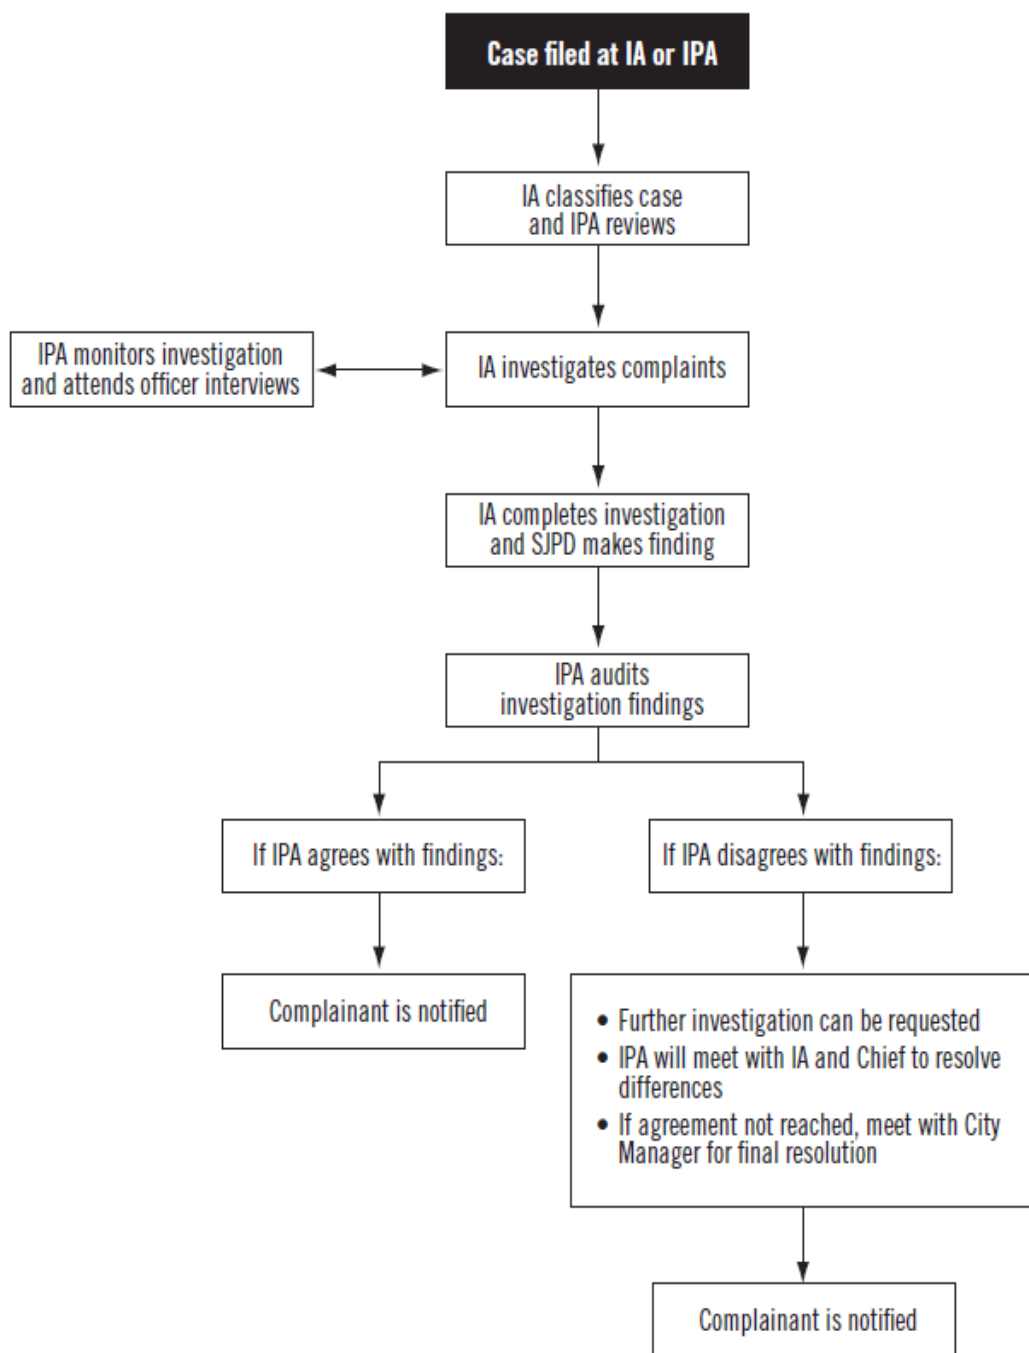 Case filed at IA or IPA
IA classifies case
and IPA reviews
IPA monitors investigation
and attends officer interviews
IA investigates complaints
IA completes investigation
and SJPD makes finding
IPA audits
investigation findings
If IPA agrees with findings:
If IPA disagrees with findings:
Complainant is notified
• Further investigation can be requested
• IPA will meet with IA and Chief to resolve
differences
• If agreement not reached, meet with City
Manager for final resolution
Complainant is notified